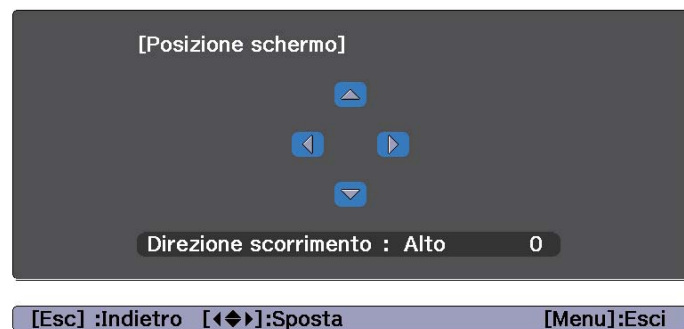 [Posizione schermo]
Direzione scorrimento : Alto 0
[Esc] :Indietro [◀◆▶]:Sposta [Menu]:Esci